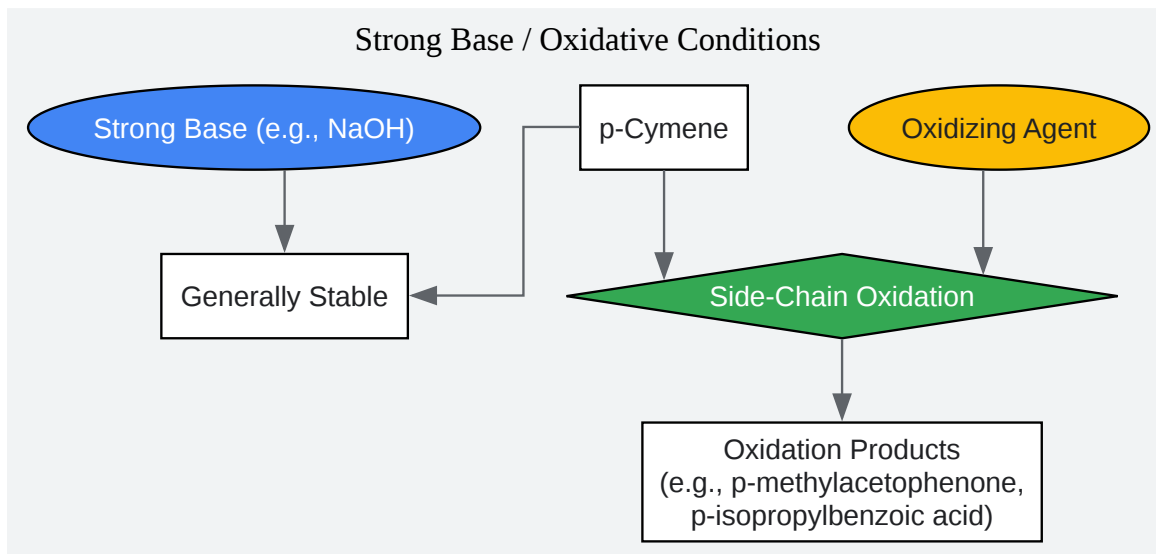 Strong Base / Oxidative Conditions
Strong Base (e.g., NaOH)
p-Cymene
Oxidizing Agent
Generally Stable
Side-Chain Oxidation
Oxidation Products
(e.g., p-methylacetophenone,
p-isopropylbenzoic acid)